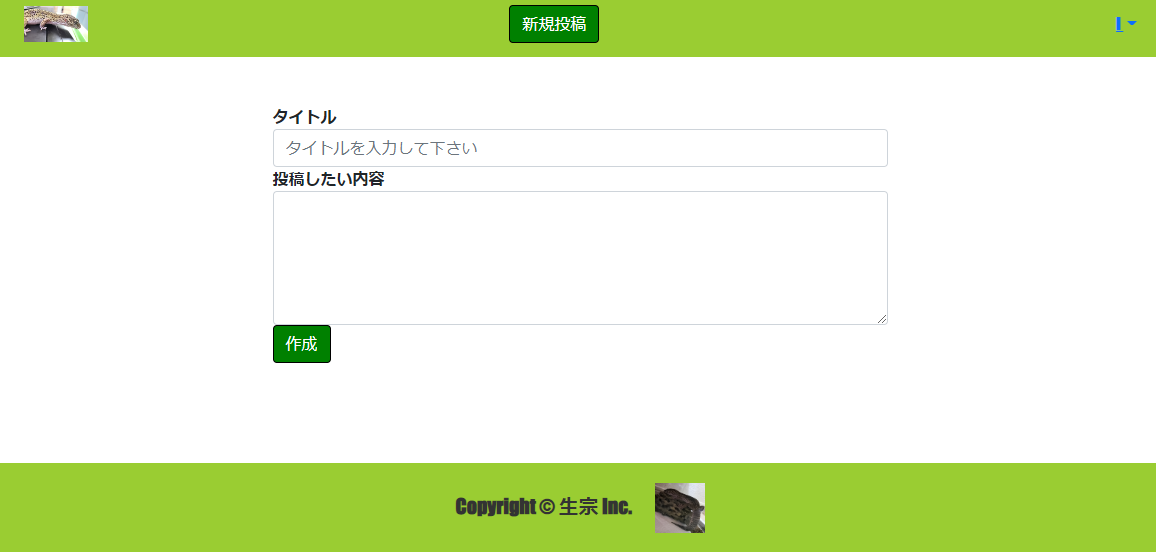 新規投稿
タイトル
タイトルを入力して下さい
投稿したい内容
作成
Copyright © 生宗 Inc.